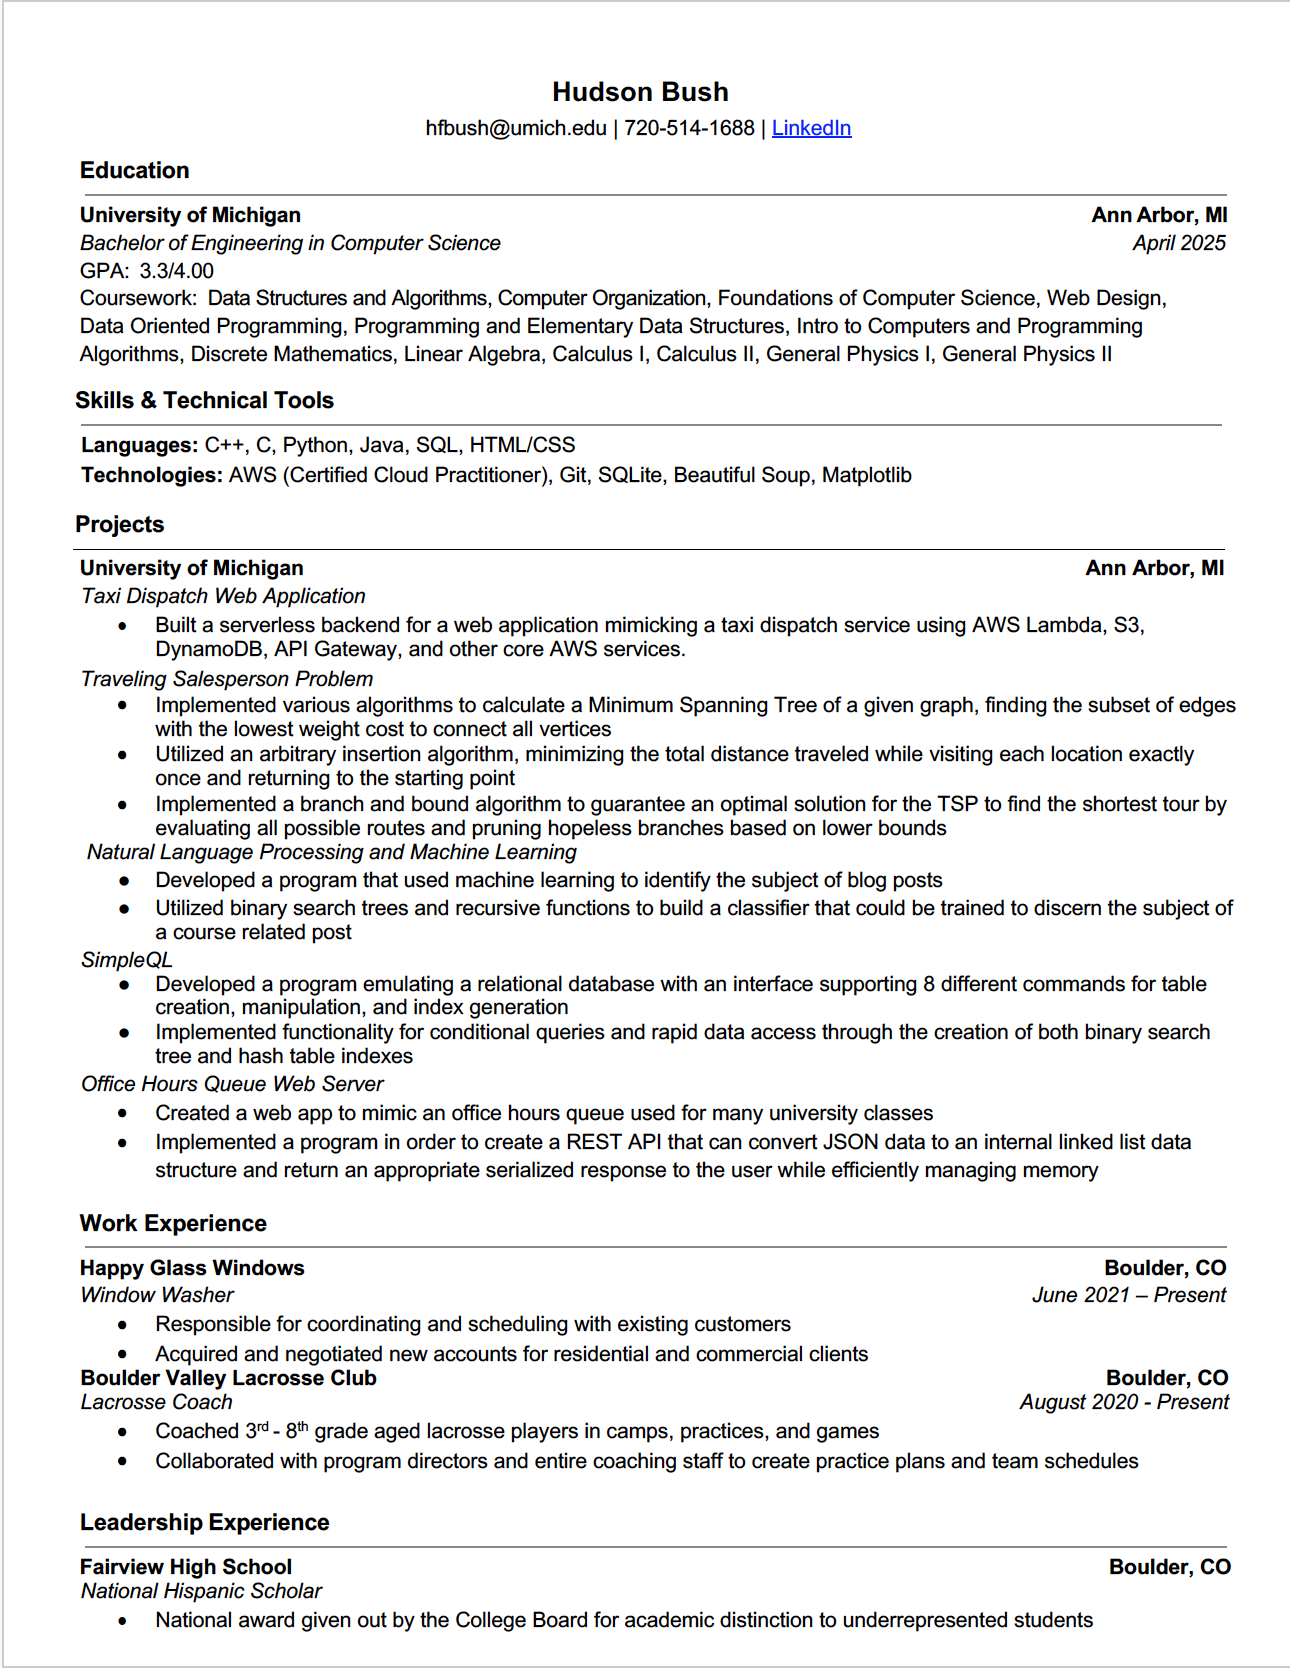 Hudson Bush
hfbush@umich.edu | 720-514-1688 | LinkedIn
Education
University of Michigan Ann Arbor, MI
Bachelor of Engineering in Computer Science April 2025
GPA: 3.3/4.00
Coursework: Data Structures and Algorithms, Computer Organization, Foundations of Computer Science, Web Design,
Data Oriented Programming, Programming and Elementary Data Structures, Intro to Computers and Programming
Algorithms, Discrete Mathematics, Linear Algebra, Calculus I, Calculus II, General Physics I, General Physics II
Skills & Technical Tools
Languages: C++, C, Python, Java, SQL, HTML/CSS
Technologies: AWS (Certified Cloud Practitioner), Git, SQLite, Beautiful Soup, Matplotlib
Projects
University of Michigan Ann Arbor, MI
Taxi Dispatch Web Application
• Built a serverless backend for a web application mimicking a taxi dispatch service using AWS Lambda, S3,
DynamoDB, API Gateway, and other core AWS services.
Traveling Salesperson Problem
• Implemented various algorithms to calculate a Minimum Spanning Tree of a given graph, finding the subset of edges
with the lowest weight cost to connect all vertices
• Utilized an arbitrary insertion algorithm, minimizing the total distance traveled while visiting each location exactly
once and returning to the starting point
• Implemented a branch and bound algorithm to guarantee an optimal solution for the TSP to find the shortest tour by
evaluating all possible routes and pruning hopeless branches based on lower bounds
Natural Language Processing and Machine Learning
• Developed a program that used machine learning to identify the subject of blog posts
• Utilized binary search trees and recursive functions to build a classifier that could be trained to discern the subject of
a course related post
SimpleQL
• Developed a program emulating a relational database with an interface supporting 8 different commands for table
creation, manipulation, and index generation
• Implemented functionality for conditional queries and rapid data access through the creation of both binary search
tree and hash table indexes
Office Hours Queue Web Server
• Created a web app to mimic an office hours queue used for many university classes
• Implemented a program in order to create a REST API that can convert JSON data to an internal linked list data
structure and return an appropriate serialized response to the user while efficiently managing memory
Work Experience
Happy Glass Windows Boulder, CO
Window Washer June 2021 – Present
• Responsible for coordinating and scheduling with existing customers
• Acquired and negotiated new accounts for residential and commercial clients
Boulder Valley Lacrosse Club Boulder, CO
Lacrosse Coach August 2020 - Present
• Coached 3rd - 8th grade aged lacrosse players in camps, practices, and games
• Collaborated with program directors and entire coaching staff to create practice plans and team schedules
Leadership Experience
Fairview High School Boulder, CO
National Hispanic Scholar
• National award given out by the College Board for academic distinction to underrepresented students